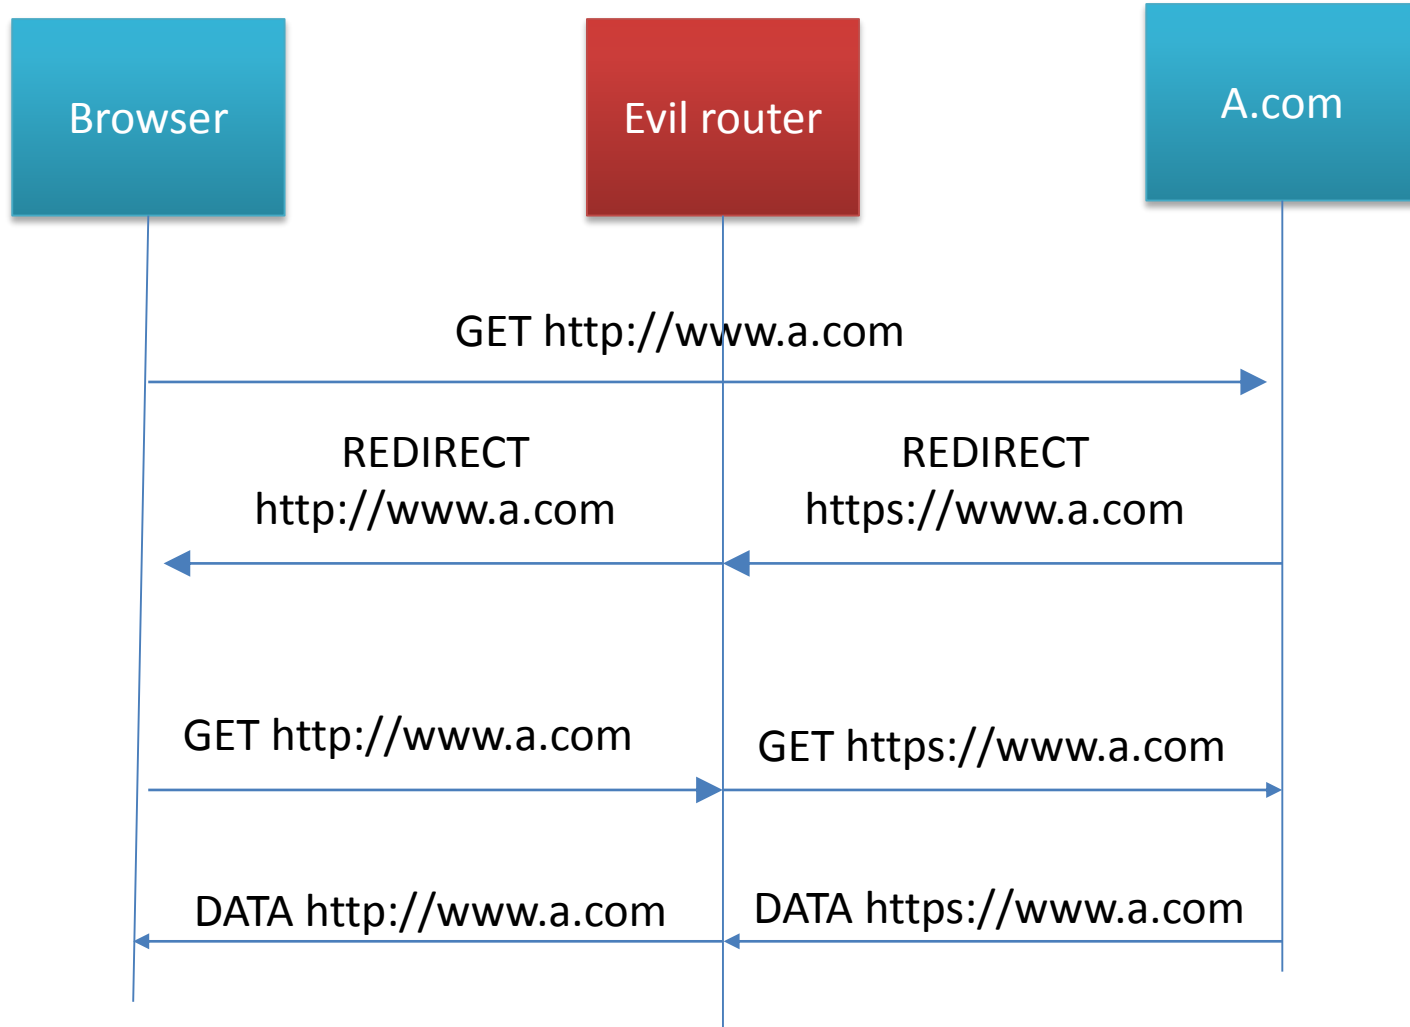 Browser
Evil router
A.com
GET http://www.a.com
REDIRECT
http://www.a.com
REDIRECT
https://www.a.com
GET http://www.a.com
GET https://www.a.com
DATA http://www.a.com
DATA https://www.a.com